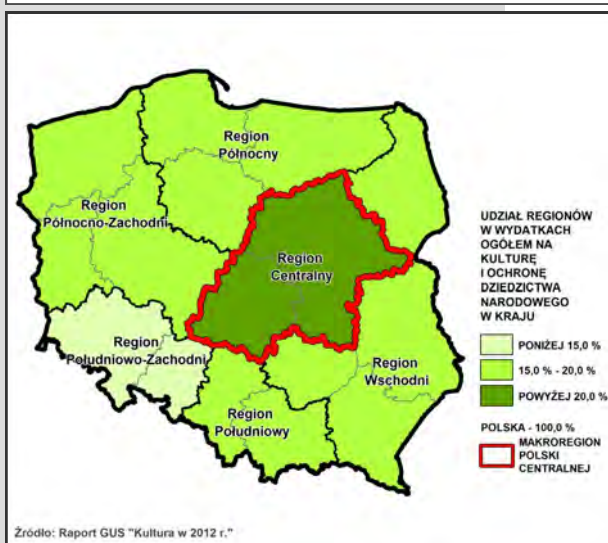 Region
Północny
Region
Północno-Zachodni
Region
Centralny
Region
Południowo-Zachodni
Region
Wschodni
Region
Południowy
UDZIAŁ REGIONÓW
W WYDATKACH
OGÓŁEM NA
KULTURĘ
I OCHRONĘ
DZIEDZICTWA
NARODOWEGO
W KRAJU
PONIŻEJ 15,0 %
15,0 % - 20,0 %
POWYŻEJ 20,0 %
POLSKA - 100,0 %
MAKROREGION
POLSKI
CENTRALNEJ
Źródło: Raport GUS "Kultura w 2012 r."